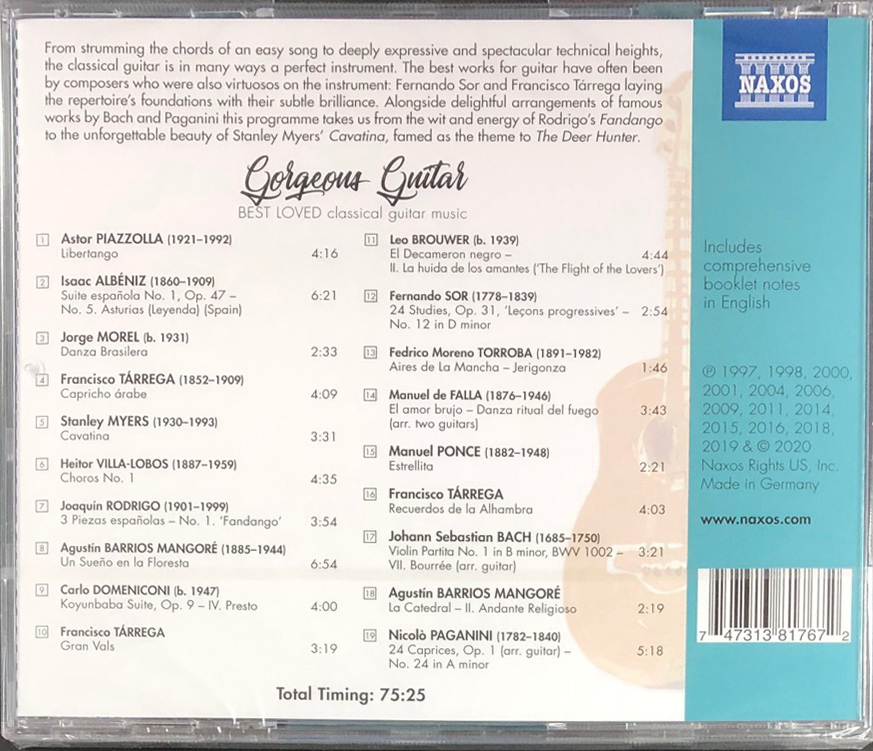 From strumming the chords of an easy song to deeply expressive and spectacular technical heights,
the classical guitar is in many ways a perfect instrument. The best works for guitar have often been
by composers who were also virtuosos on the instrument: Fernando Sor and Francisco Tárrega laying
the repertoire's foundations with their subtle brilliance. Alongside delightful arrangements of famous
works by Bach and Paganini this programme takes us from the wit and energy of Rodrigo's Fandango
to the unforgettable beauty of Stanley Myers' Cavatina, famed as the theme to The Deer Hunter.
Gorgeous Guitar
BEST LOVED classical guitar music
1 Astor PIAZZOLLA (1921–1992)
Libertango 4:16
2 Isaac ALBÉNIZ (1860–1909)
Suite española No. 1, Op. 47 – 6:21
No. 5. Asturias (Leyenda) (Spain)
3 Jorge MOREL (b. 1931)
Danza Brasilera 2:33
4 Francisco TÁRREGA (1852–1909)
Capricho árabe 4:09
5 Stanley MYERS (1930–1993)
Cavatina 3:31
6 Heitor VILLA-LOBOS (1887–1959)
Choros No. 1 4:35
7 Joaquín RODRIGO (1901–1999)
3 Piezas españolas – No. 1. 'Fandango' 3:54
8 Agustín BARRIOS MANGORÉ (1885–1944)
Un Sueño en la Floresta 6:54
9 Carlo DOMENICONI (b. 1947)
Koyunbaba Suite, Op. 9 – IV. Presto 4:00
10 Francisco TÁRREGA
Gran Vals 3:19
11 Leo BROUWER (b. 1939)
El Decameron negro – 4:44
II. La huida de los amantes ('The Flight of the Lovers')
12 Fernando SOR (1778–1839)
24 Studies, Op. 31, 'Leçons progressives' – 2:54
No. 12 in D minor
13 Fedrico Moreno TORROBA (1891–1982)
Aires de La Mancha – Jerigonza 1:46
14 Manuel de FALLA (1876–1946)
El amor brujo – Danza ritual del fuego 3:43
(arr. two guitars)
15 Manuel PONCE (1882–1948)
Estrellita 2:21
16 Francisco TÁRREGA
Recuerdos de la Alhambra 4:03
17 Johann Sebastian BACH (1685–1750)
Violin Partita No. 1 in B minor, BWV 1002 – 3:21
VII. Bourrée (arr. guitar)
18 Agustín BARRIOS MANGORÉ
La Catedral – II. Andante Religioso 2:19
19 Nicolò PAGANINI (1782–1840)
24 Caprices, Op. 1 (arr. guitar) – 5:18
No. 24 in A minor
Total Timing: 75:25
NAXOS
Includes
comprehensive
booklet notes
in English
℗ 1997, 1998, 2000,
2001, 2004, 2006,
2009, 2011, 2014,
2015, 2016, 2018,
2019 & © 2020
Naxos Rights US, Inc.
Made in Germany
www.naxos.com
7 47313 81767 2